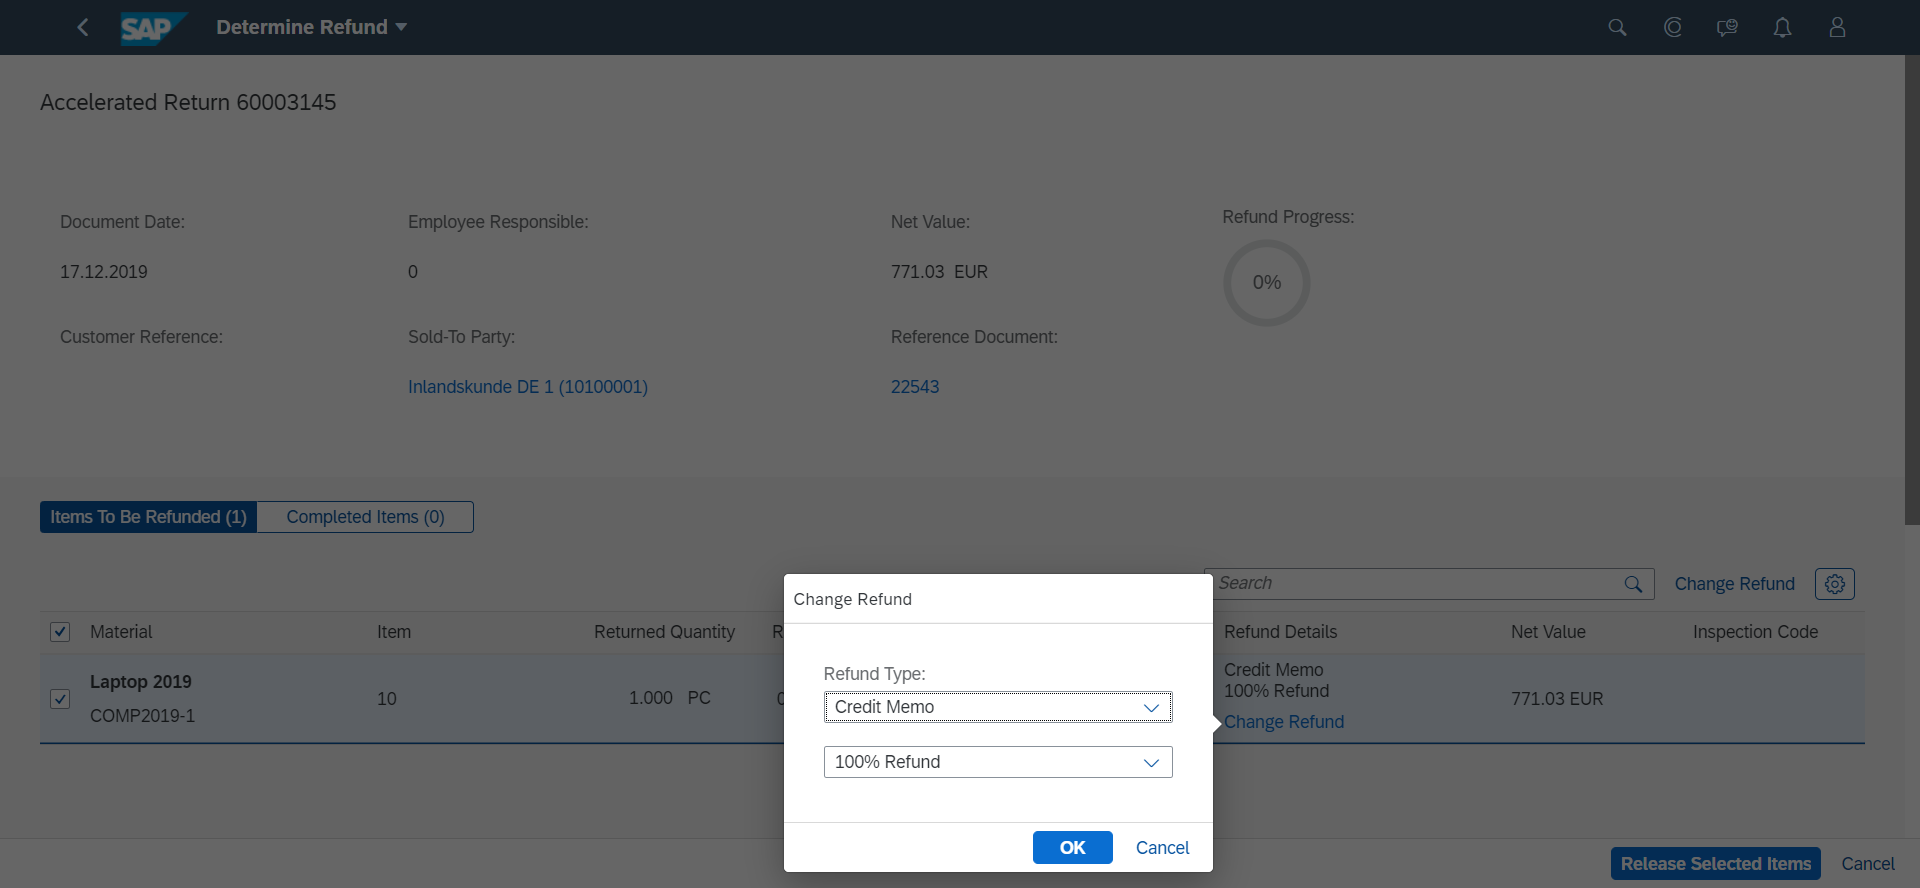 SAP Determine Refund
Accelerated Return 60003145
Document Date: Employee Responsible: Net Value: Refund Progress:
17.12.2019 0 771.03 EUR 0%
Customer Reference: Sold-To Party: Reference Document:
Inlandskunde DE 1 (10100001) 22543
Items To Be Refunded (1) Completed Items (0)
Search Change Refund
Material Item Returned Quantity R Refund Details Net Value Inspection Code
Laptop 2019
COMP2019-1
10 1.000 PC
Credit Memo
100% Refund
Change Refund
771.03 EUR
Change Refund
Refund Type:
Credit Memo
100% Refund
OK Cancel
Release Selected Items Cancel